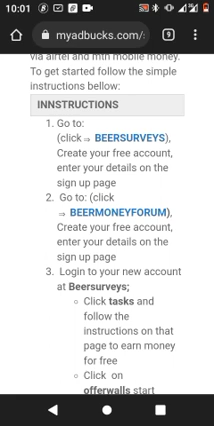 10:01
myadbucks.com/
9
via airtel and mtn mobile money.
To get started follow the simple
instructions bellow:
INNSTRUCTIONS
1. Go to:
(click ⇒ BEERSURVEYS),
Create your free account,
enter your details on the
sign up page
2. Go to: (click
⇒ BEERMONEYFORUM),
Create your free account,
enter your details on the
sign up page
3. Login to your new account
at Beersurveys;
Click tasks and
follow the
instructions on that
page to earn money
for free
Click on
offerwalls start